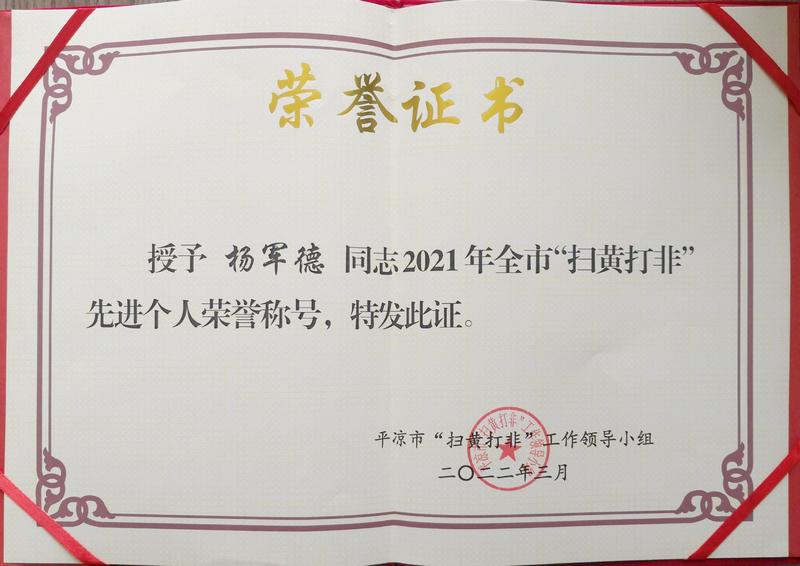 荣誉证书
授予 杨军德 同志2021年全市“扫黄打非”
先进个人荣誉称号，特发此证。
平凉市“扫黄打非”工作领导小组
二〇二二年三月